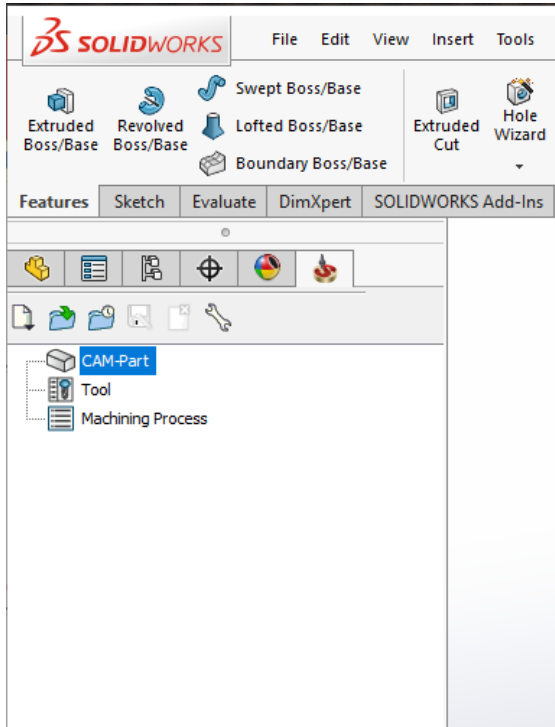 SOLIDWORKS File Edit View Insert Tools
Extruded Boss/Base
Revolved Boss/Base
Swept Boss/Base
Lofted Boss/Base
Boundary Boss/Base
Extruded Cut
Hole Wizard
Features Sketch Evaluate DimXpert SOLIDWORKS Add-Ins
CAM-Part
Tool
Machining Process